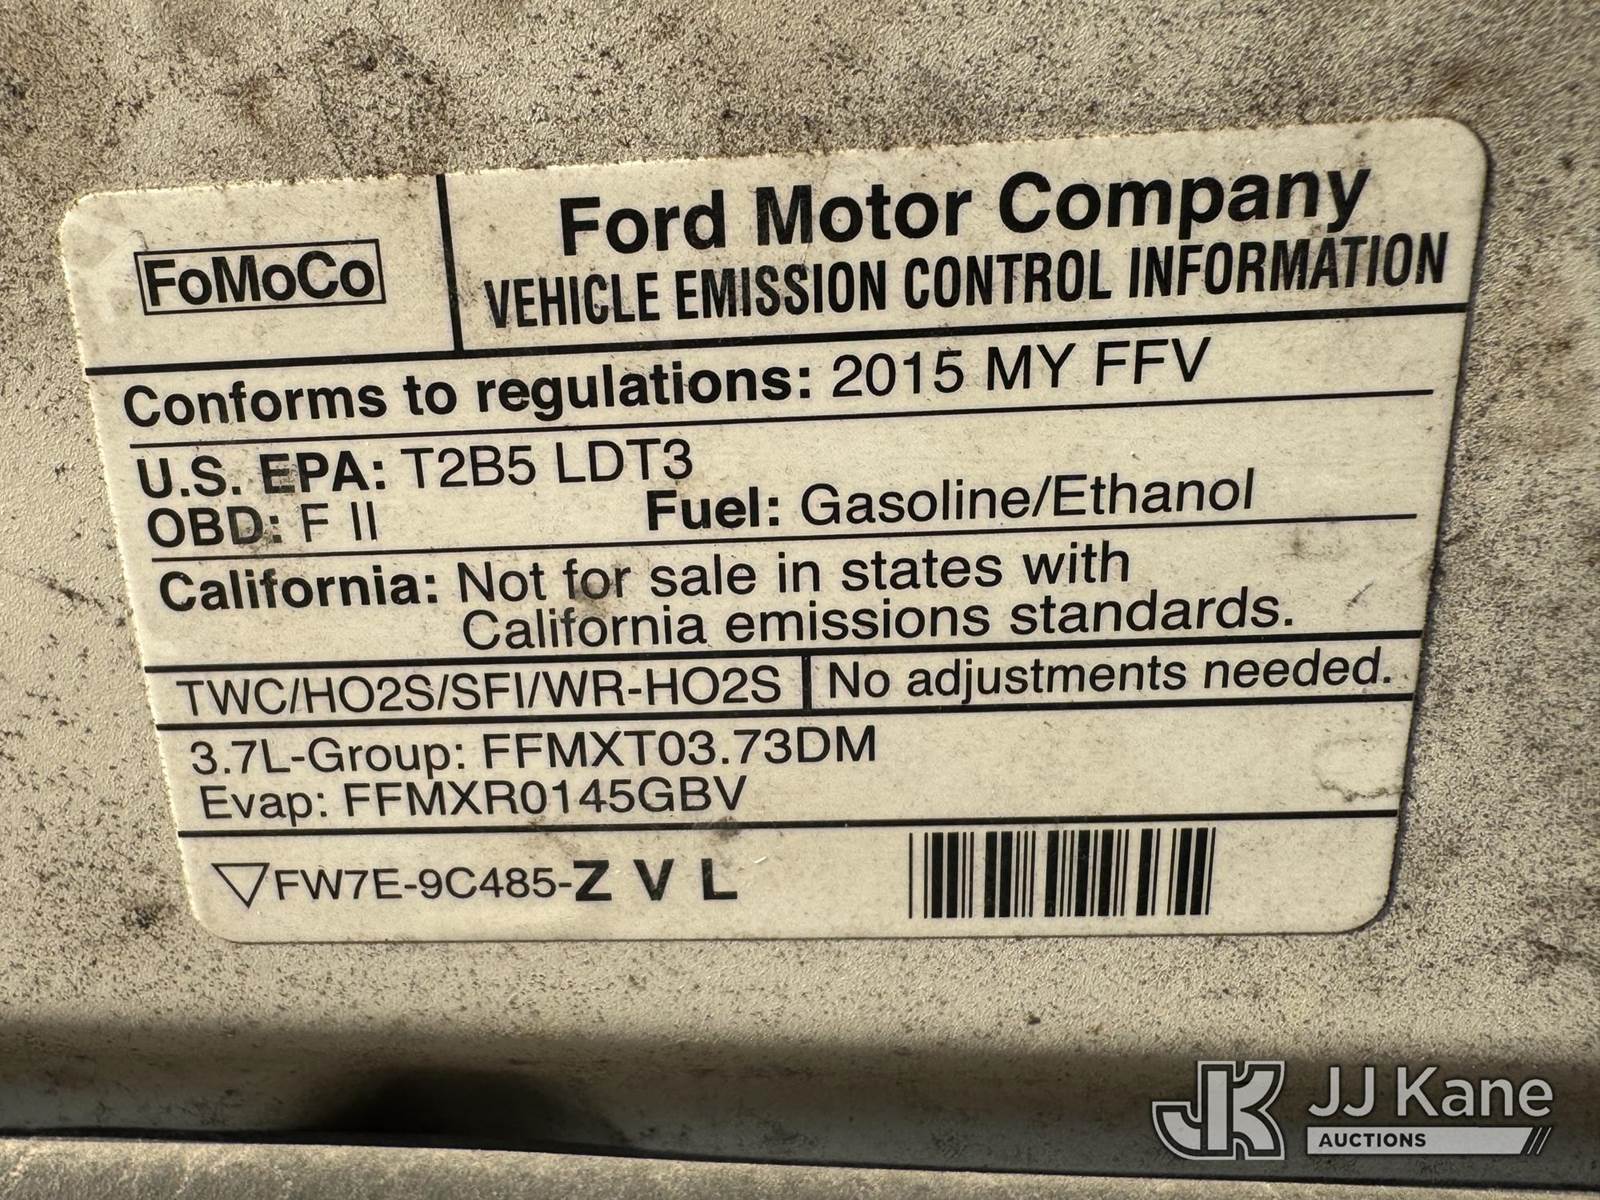 FoMoCo
Ford Motor Company
VEHICLE EMISSION CONTROL INFORMATION
Conforms to regulations: 2015 MY FFV
U.S. EPA: T2B5 LDT3
OBD: F II Fuel: Gasoline/Ethanol
California: Not for sale in states with
California emissions standards.
TWC/HO2S/SFI/WR-HO2S No adjustments needed.
3.7L-Group: FFMXT03.73DM
Evap: FFMXR0145GBV
FW7E-9C485-Z V L
JK JJ Kane
AUCTIONS